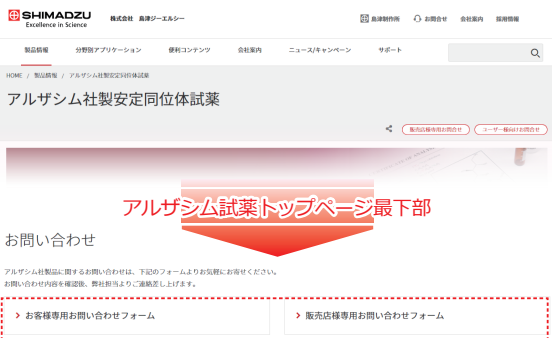 SHIMADZU
Excellence in Science
株式会社 島津ジーエルシー
島津製作所 お問合せ 会社案内 採用情報
製品情報 分野別アプリケーション 便利コンテンツ 会社案内 ニュース/キャンペーン サポート
HOME / 製品情報 / アルザシム社製安定同位体試薬
アルザシム社製安定同位体試薬
販売店様専用お問合せ ユーザー様向けお問合せ
アルザシム試薬トップページ最下部
お問い合わせ
アルザシム社製品に関するお問い合わせは、下記のフォームよりお気軽にお寄せください。
お問い合わせ内容を確認後、弊社担当よりご連絡差し上げます。
お客様専用お問い合わせフォーム 販売店様専用お問い合わせフォーム